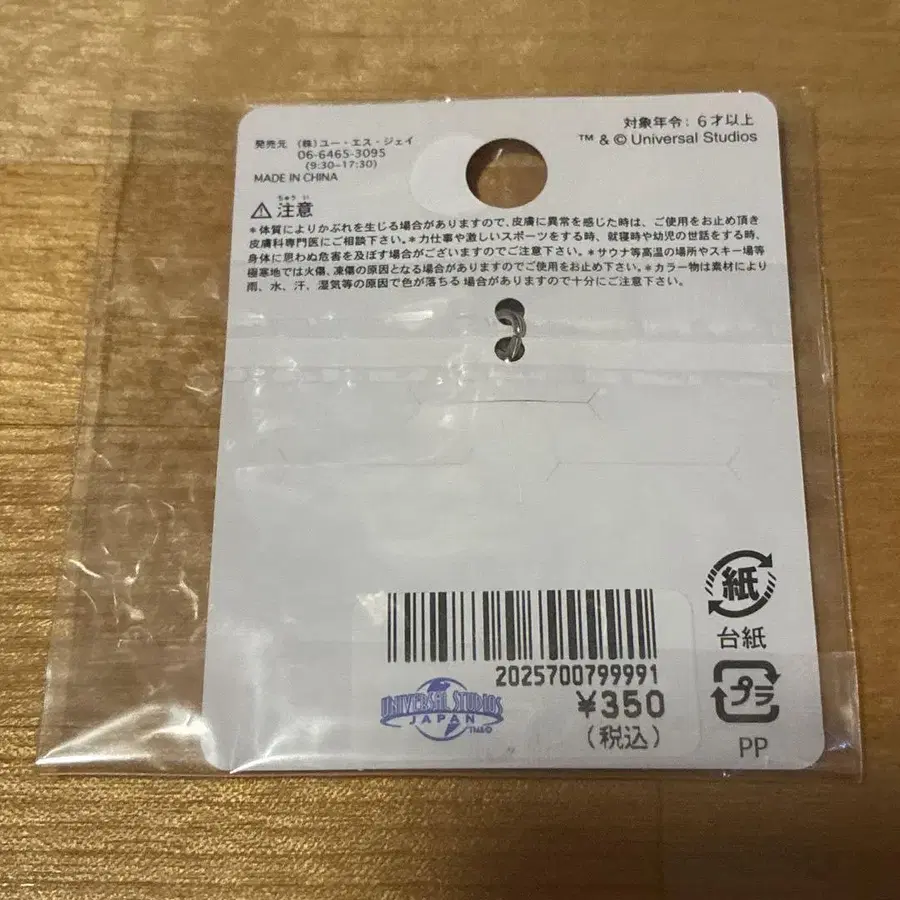 発売元 (株)ユー・エス・ジェイ
06-6465-3095
(9:30-17:30)
MADE IN CHINA
対象年令:6才以上
™ & © Universal Studios
ちゅう い
⚠ 注意
*体質によりかぶれを生じる場合がありますので、皮膚に異常を感じた時は、ご使用をお止め頂き
皮膚科専門医にご相談下さい。*力仕事や激しいスポーツをする時、就寝時や幼児の世話をする時、
身体に思わぬ危害を及ぼす場合がございますのでご注意下さい。*サウナ等高温の場所やスキー場等
極寒地では火傷、凍傷の原因となる場合がありますのでご使用をお止め下さい。*カラー物は素材により
雨、水、汗、湿気等の原因で色が落ちる場合がありますので十分にご注意下さい。
紙
台紙
プラ
PP
2025700799991
UNIVERSAL STUDIOS
JAPAN
TM&©
¥350
(税込)